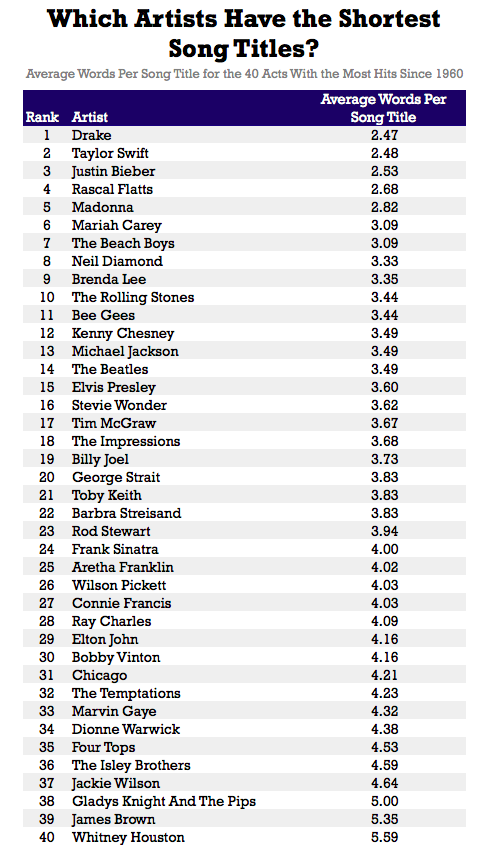 Which Artists Have the Shortest
Song Titles?
Average Words Per Song Title for the 40 Acts With the Most Hits Since 1960
Average Words Per
Rank Artist Song Title
1 Drake 2.47
2 Taylor Swift 2.48
3 Justin Bieber 2.53
4 Rascal Flatts 2.68
5 Madonna 2.82
6 Mariah Carey 3.09
7 The Beach Boys 3.09
8 Neil Diamond 3.33
9 Brenda Lee 3.35
10 The Rolling Stones 3.44
11 Bee Gees 3.44
12 Kenny Chesney 3.49
13 Michael Jackson 3.49
14 The Beatles 3.49
15 Elvis Presley 3.60
16 Stevie Wonder 3.62
17 Tim McGraw 3.67
18 The Impressions 3.68
19 Billy Joel 3.73
20 George Strait 3.83
21 Toby Keith 3.83
22 Barbra Streisand 3.83
23 Rod Stewart 3.94
24 Frank Sinatra 4.00
25 Aretha Franklin 4.02
26 Wilson Pickett 4.03
27 Connie Francis 4.03
28 Ray Charles 4.09
29 Elton John 4.16
30 Bobby Vinton 4.16
31 Chicago 4.21
32 The Temptations 4.23
33 Marvin Gaye 4.32
34 Dionne Warwick 4.38
35 Four Tops 4.53
36 The Isley Brothers 4.59
37 Jackie Wilson 4.64
38 Gladys Knight And The Pips 5.00
39 James Brown 5.35
40 Whitney Houston 5.59